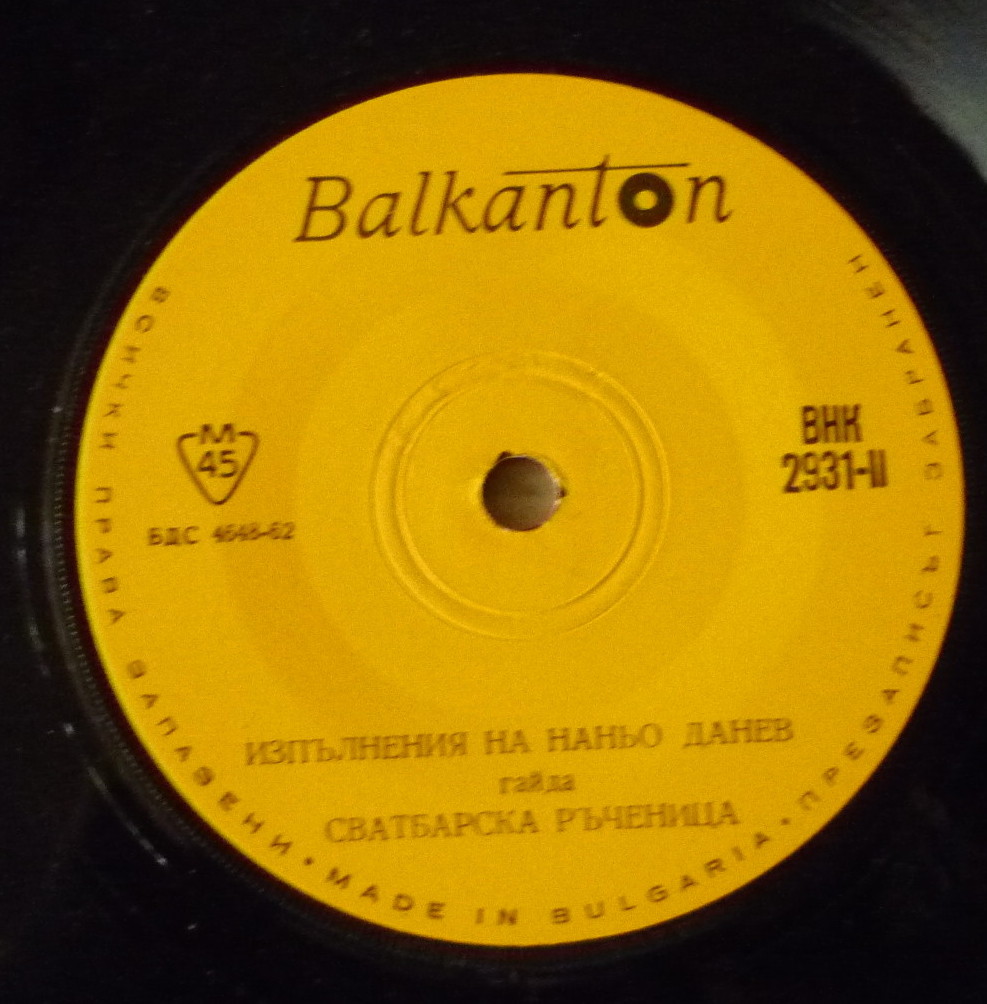 Balkanton
M
45
БДС 4648-62
ВНК
2931-II
ИЗПЪЛНЕНИЯ НА НАНЬО ДАНЕВ
гайда
СВАТБАРСКА РЪЧЕНИЦА
ВСИЧКИ ПРАВА ЗАПАЗЕНИ • MADE IN BULGARIA • ПРЕЗАПИСЪТ ЗАБРАНЕН